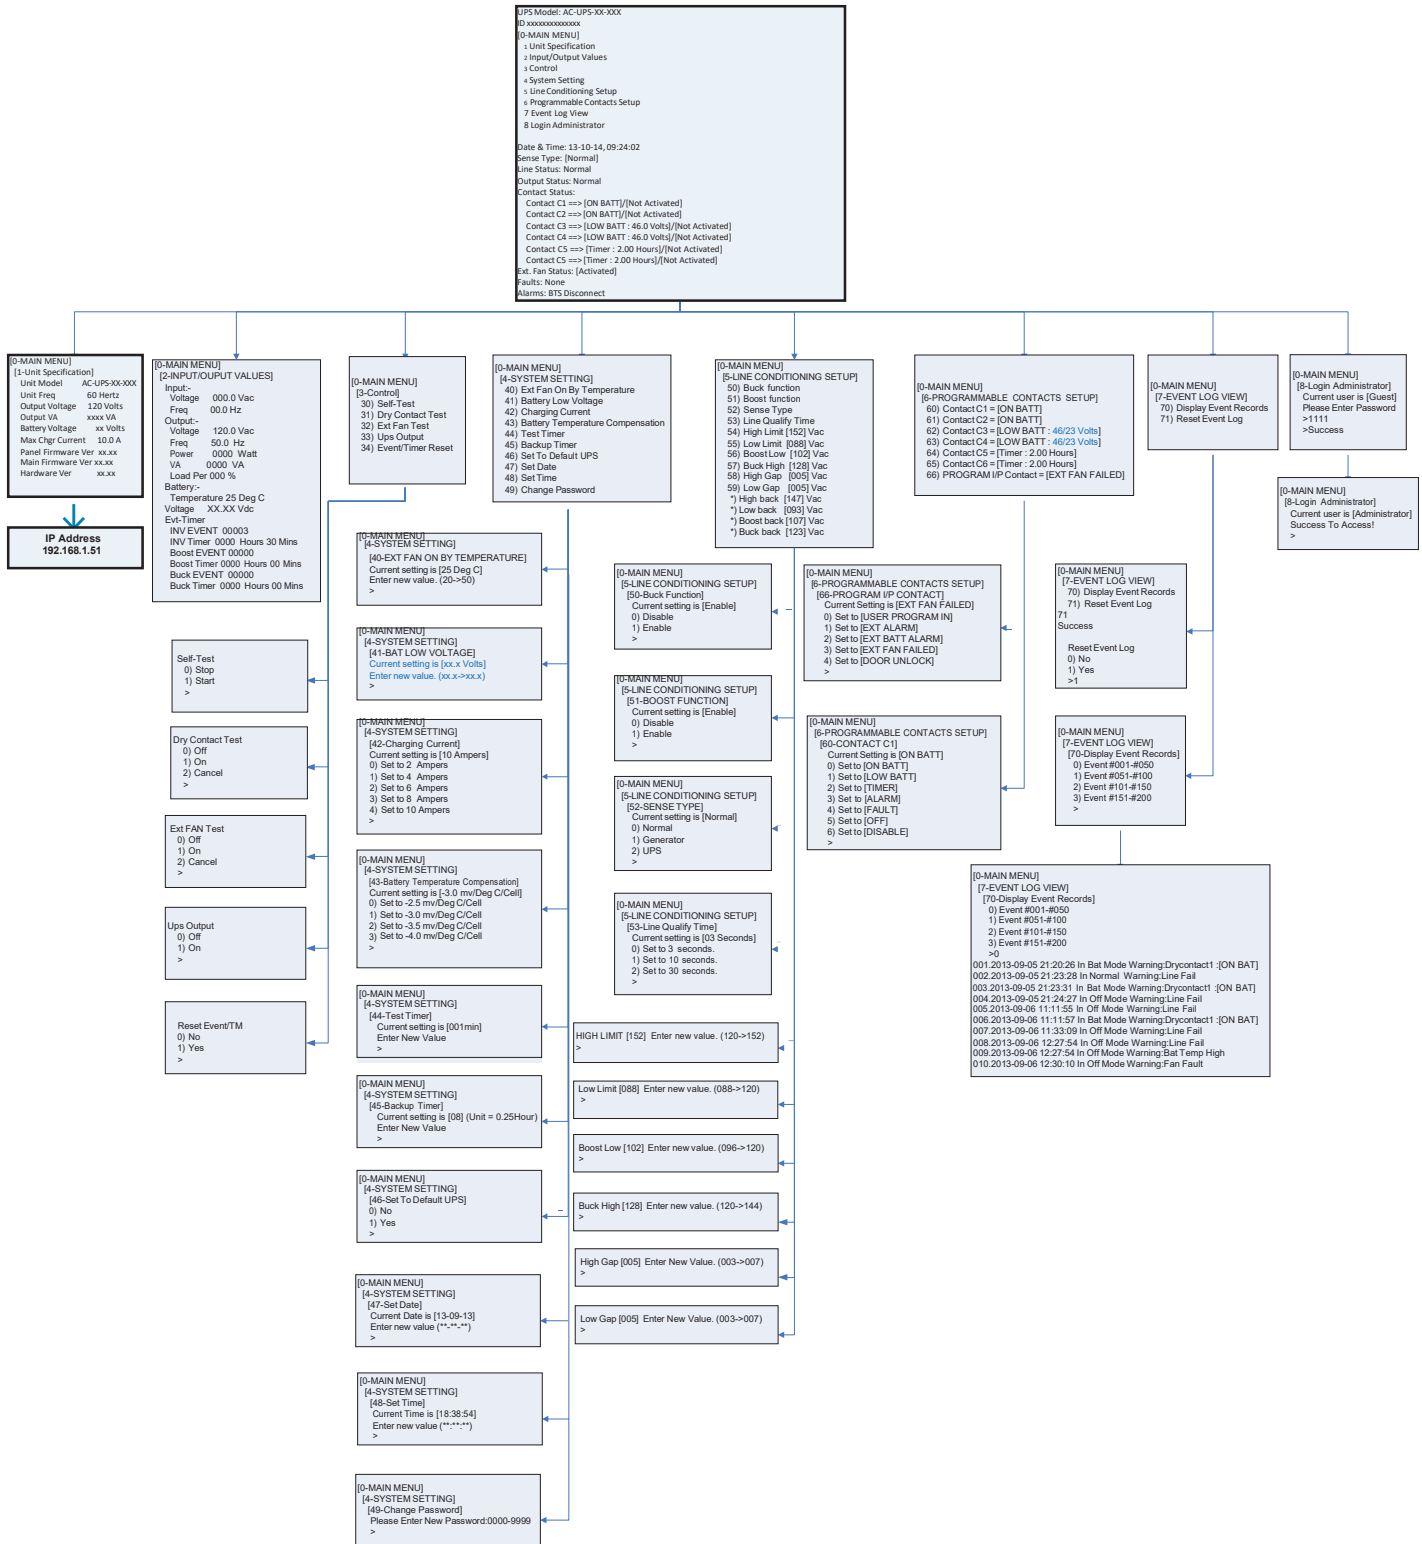 UPS Model: AC-UPS-XX-XXX
ID xxxxxxxxxxxxx
[0-MAIN MENU]
1 Unit Specification
2 Input/Output Values
3 Control
4 System Setting
5 Line Conditioning Setup
6 Programmable Contacts Setup
7 Event Log View
8 Login Administrator
Date & Time: 13-10-14, 09:24:02
Sense Type: [Normal]
Line Status: Normal
Output Status: Normal
Contact Status:
Contact C1 ==> [ON BATT]/[Not Activated]
Contact C2 ==> [ON BATT]/[Not Activated]
Contact C3 ==> [LOW BATT : 46.0 Volts]/[Not Activated]
Contact C4 ==> [LOW BATT : 46.0 Volts]/[Not Activated]
Contact C5 ==> [Timer : 2.00 Hours]/[Not Activated]
Contact C5 ==> [Timer : 2.00 Hours]/[Not Activated]
Ext. Fan Status: [Activated]
Faults: None
Alarms: BTS Disconnect
[0-MAIN MENU]
[1-Unit Specification]
Unit Model AC-UPS-XX-XXX
Unit Freq 60 Hertz
Output Voltage 120 Volts
Output VA xxxx VA
Battery Voltage xx Volts
Max Chgr Current 10.0 A
Panel Firmware Ver xx.xx
Main Firmware Ver xx.xx
Hardware Ver xx.xx
IP Address
192.168.1.51
[0-MAIN MENU]
[2-INPUT/OUPUT VALUES]
Input:-
Voltage 000.0 Vac
Freq 00.0 Hz
Output:-
Voltage 120.0 Vac
Freq 50.0 Hz
Power 0000 Watt
VA 0000 VA
Load Per 000 %
Battery:-
Temperature 25 Deg C
Voltage XX.XX Vdc
Evt-Timer
INV EVENT 00003
INV Timer 0000 Hours 30 Mins
Boost EVENT 00000
Boost Timer 0000 Hours 00 Mins
Buck EVENT 00000
Buck Timer 0000 Hours 00 Mins
[0-MAIN MENU]
[3-Control]
30) Self-Test
31) Dry Contact Test
32) Ext Fan Test
33) Ups Output
34) Event/Timer Reset
Self-Test
0) Stop
1) Start
>
Dry Contact Test
0) Off
1) On
2) Cancel
>
Ext FAN Test
0) Off
1) On
2) Cancel
>
Ups Output
0) Off
1) On
>
Reset Event/TM
0) No
1) Yes
>
[0-MAIN MENU]
[4-SYSTEM SETTING]
40) Ext Fan On By Temperature
41) Battery Low Voltage
42) Charging Current
43) Battery Temperature Compensation
44) Test Timer
45) Backup Timer
46) Set To Default UPS
47) Set Date
48) Set Time
49) Change Password
[0-MAIN MENU]
[4-SYSTEM SETTING]
[40-EXT FAN ON BY TEMPERATURE]
Current setting is [25 Deg C]
Enter new value. (20->50)
>
[0-MAIN MENU]
[4-SYSTEM SETTING]
[41-BAT LOW VOLTAGE]
Current setting is [xx.x Volts]
Enter new value. (xx.x->xx.x)
>
[0-MAIN MENU]
[4-SYSTEM SETTING]
[42-Charging Current]
Current setting is [10 Ampers]
0) Set to 2 Ampers
1) Set to 4 Ampers
2) Set to 6 Ampers
3) Set to 8 Ampers
4) Set to 10 Ampers
>
[0-MAIN MENU]
[4-SYSTEM SETTING]
[43-Battery Temperature Compensation]
Current setting is [-3.0 mv/Deg C/Cell]
0) Set to -2.5 mv/Deg C/Cell
1) Set to -3.0 mv/Deg C/Cell
2) Set to -3.5 mv/Deg C/Cell
3) Set to -4.0 mv/Deg C/Cell
>
[0-MAIN MENU]
[4-SYSTEM SETTING]
[44-Test Timer]
Current setting is [001min]
Enter New Value
>
[0-MAIN MENU]
[4-SYSTEM SETTING]
[45-Backup Timer]
Current setting is [08] (Unit = 0.25Hour)
Enter New Value
>
[0-MAIN MENU]
[4-SYSTEM SETTING]
[46-Set To Default UPS]
0) No
1) Yes
>
[0-MAIN MENU]
[4-SYSTEM SETTING]
[47-Set Date]
Current Date is [13-09-13]
Enter new value (**-**-**)
>
[0-MAIN MENU]
[4-SYSTEM SETTING]
[48-Set Time]
Current Time is [18:38:54]
Enter new value (**:**:**)
>
[0-MAIN MENU]
[4-SYSTEM SETTING]
[49-Change Password]
Please Enter New Password:0000-9999
>
[0-MAIN MENU]
[5-LINE CONDITIONING SETUP]
50) Buck function
51) Boost function
52) Sense Type
53) Line Qualify Time
54) High Limit [152] Vac
55) Low Limit [088] Vac
56) Boost Low [102] Vac
57) Buck High [128] Vac
58) High Gap [005] Vac
59) Low Gap [005] Vac
*) High back [147] Vac
*) Low back [093] Vac
*) Boost back [107] Vac
*) Buck back [123] Vac
[0-MAIN MENU]
[5-LINE CONDITIONING SETUP]
[50-Buck Function]
Current setting is [Enable]
0) Disable
1) Enable
>
[0-MAIN MENU]
[5-LINE CONDITIONING SETUP]
[51-BOOST FUNCTION]
Current setting is [Enable]
0) Disable
1) Enable
>
[0-MAIN MENU]
[5-LINE CONDITIONING SETUP]
[52-SENSE TYPE]
Current setting is [Normal]
0) Normal
1) Generator
2) UPS
>
[0-MAIN MENU]
[5-LINE CONDITIONING SETUP]
[53-Line Qualify Time]
Current setting is [03 Seconds]
0) Set to 3 seconds.
1) Set to 10 seconds.
2) Set to 30 seconds.
>
HIGH LIMIT [152] Enter new value. (120->152)
>
Low Limit [088] Enter new value. (088->120)
>
Boost Low [102] Enter new value. (096->120)
>
Buck High [128] Enter new value. (120->144)
>
High Gap [005] Enter New Value. (003->007)
>
Low Gap [005] Enter New Value. (003->007)
>
[0-MAIN MENU]
[6-PROGRAMMABLE CONTACTS SETUP]
60) Contact C1 = [ON BATT]
61) Contact C2 = [ON BATT]
62) Contact C3 = [LOW BATT : 46/23 Volts]
63) Contact C4 = [LOW BATT : 46/23 Volts]
64) Contact C5 = [Timer : 2.00 Hours]
65) Contact C6 = [Timer : 2.00 Hours]
66) PROGRAM I/P Contact = [EXT FAN FAILED]
[0-MAIN MENU]
[6-PROGRAMMABLE CONTACTS SETUP]
[66-PROGRAM I/P CONTACT]
Current Setting is [EXT FAN FAILED]
0) Set to [USER PROGRAM IN]
1) Set to [EXT ALARM]
2) Set to [EXT BATT ALARM]
3) Set to [EXT FAN FAILED]
4) Set to [DOOR UNLOCK]
>
[0-MAIN MENU]
[6-PROGRAMMABLE CONTACTS SETUP]
[60-CONTACT C1]
Current Setting is [ON BATT]
0) Set to [ON BATT]
1) Set to [LOW BATT]
2) Set to [TIMER]
3) Set to [ALARM]
4) Set to [FAULT]
5) Set to [OFF]
6) Set to [DISABLE]
>
[0-MAIN MENU]
[7-EVENT LOG VIEW]
70) Display Event Records
71) Reset Event Log
[0-MAIN MENU]
[7-EVENT LOG VIEW]
70) Display Event Records
71) Reset Event Log
71
Success
Reset Event Log
0) No
1) Yes
>1
[0-MAIN MENU]
[7-EVENT LOG VIEW]
[70-Display Event Records]
0) Event #001-#050
1) Event #051-#100
2) Event #101-#150
3) Event #151-#200
>
[0-MAIN MENU]
[7-EVENT LOG VIEW]
[70-Display Event Records]
0) Event #001-#050
1) Event #051-#100
2) Event #101-#150
3) Event #151-#200
>0
001.2013-09-05 21:20:26 In Bat Mode Warning:Drycontact1 :[ON BAT]
002.2013-09-05 21:23:28 In Normal Warning:Line Fail
003.2013-09-05 21:23:31 In Bat Mode Warning:Drycontact1 :[ON BAT]
004.2013-09-05 21:24:27 In Off Mode Warning:Line Fail
005.2013-09-06 11:11:55 In Off Mode Warning:Line Fail
006.2013-09-06 11:11:57 In Bat Mode Warning:Drycontact1 :[ON BAT]
007.2013-09-06 11:33:09 In Off Mode Warning:Line Fail
008.2013-09-06 12:27:54 In Off Mode Warning:Line Fail
009.2013-09-06 12:27:54 In Off Mode Warning:Bat Temp High
010.2013-09-06 12:30:10 In Off Mode Warning:Fan Fault
[0-MAIN MENU]
[8-Login Administrator]
Current user is [Guest]
Please Enter Password
>1111
>Success
[0-MAIN MENU]
[8-Login Administrator]
Current user is [Administrator]
Success To Access!
>